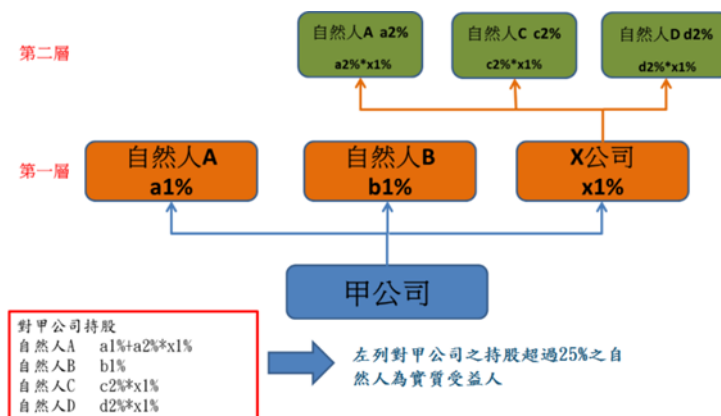 第二層
自然人A a2%
a2%*x1%
自然人C c2%
c2%*x1%
自然人D d2%
d2%*x1%
第一層
自然人A
a1%
自然人B
b1%
X公司
x1%
甲公司
對甲公司持股
自然人A a1%+a2%*x1%
自然人B b1%
自然人C c2%*x1%
自然人D d2%*x1%
左列對甲公司之持股超過25%之自
然人為實質受益人